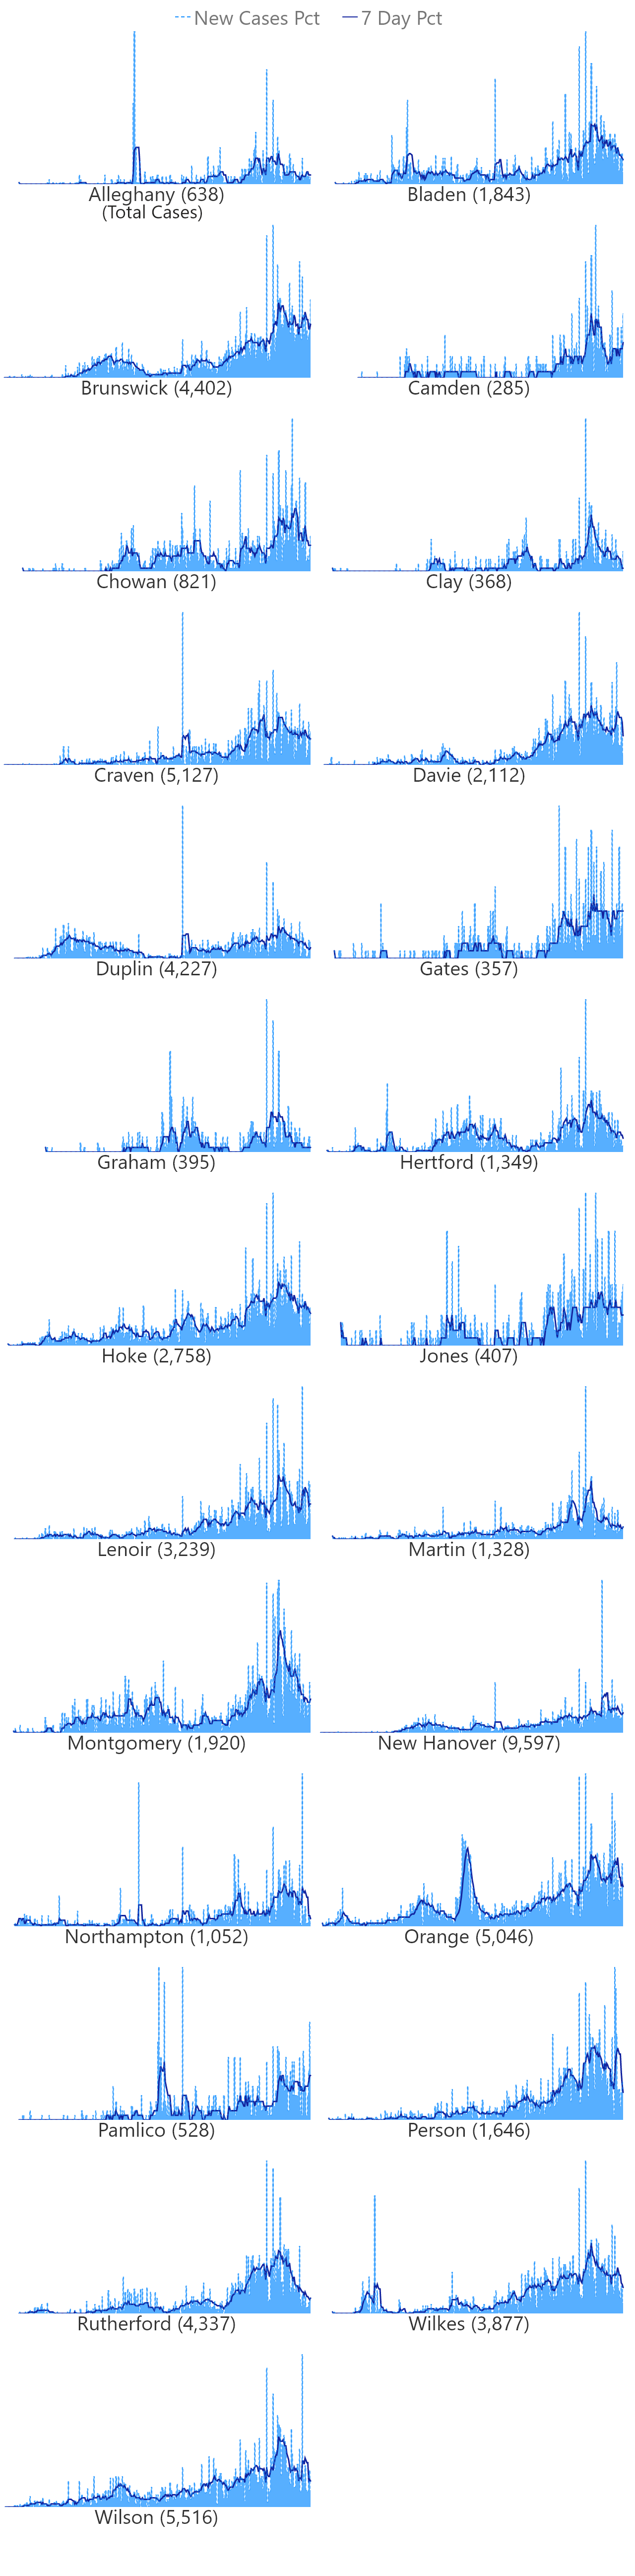 New Cases Pct 7 Day Pct
Alleghany (638) Bladen (1,843)
(Total Cases)
Brunswick (4,402) Camden (285)
Chowan (821) Clay (368)
Craven (5,127) Davie (2,112)
Duplin (4,227) Gates (357)
Graham (395) Hertford (1,349)
Hoke (2,758) Jones (407)
Lenoir (3,239) Martin (1,328)
Montgomery (1,920) New Hanover (9,597)
Northampton (1,052) Orange (5,046)
Pamlico (528) Person (1,646)
Rutherford (4,337) Wilkes (3,877)
Wilson (5,516)